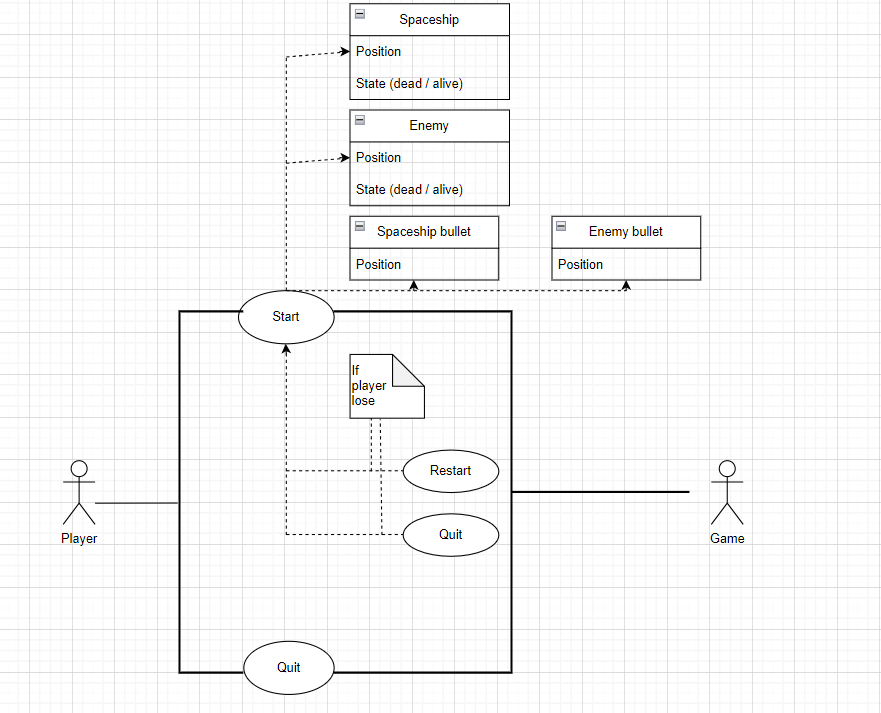 Spaceship
Position
State (dead / alive)
Enemy
Position
State (dead / alive)
Spaceship bullet
Position
Enemy bullet
Position
Start
If
player
lose
Restart
Quit
Player
Game
Quit